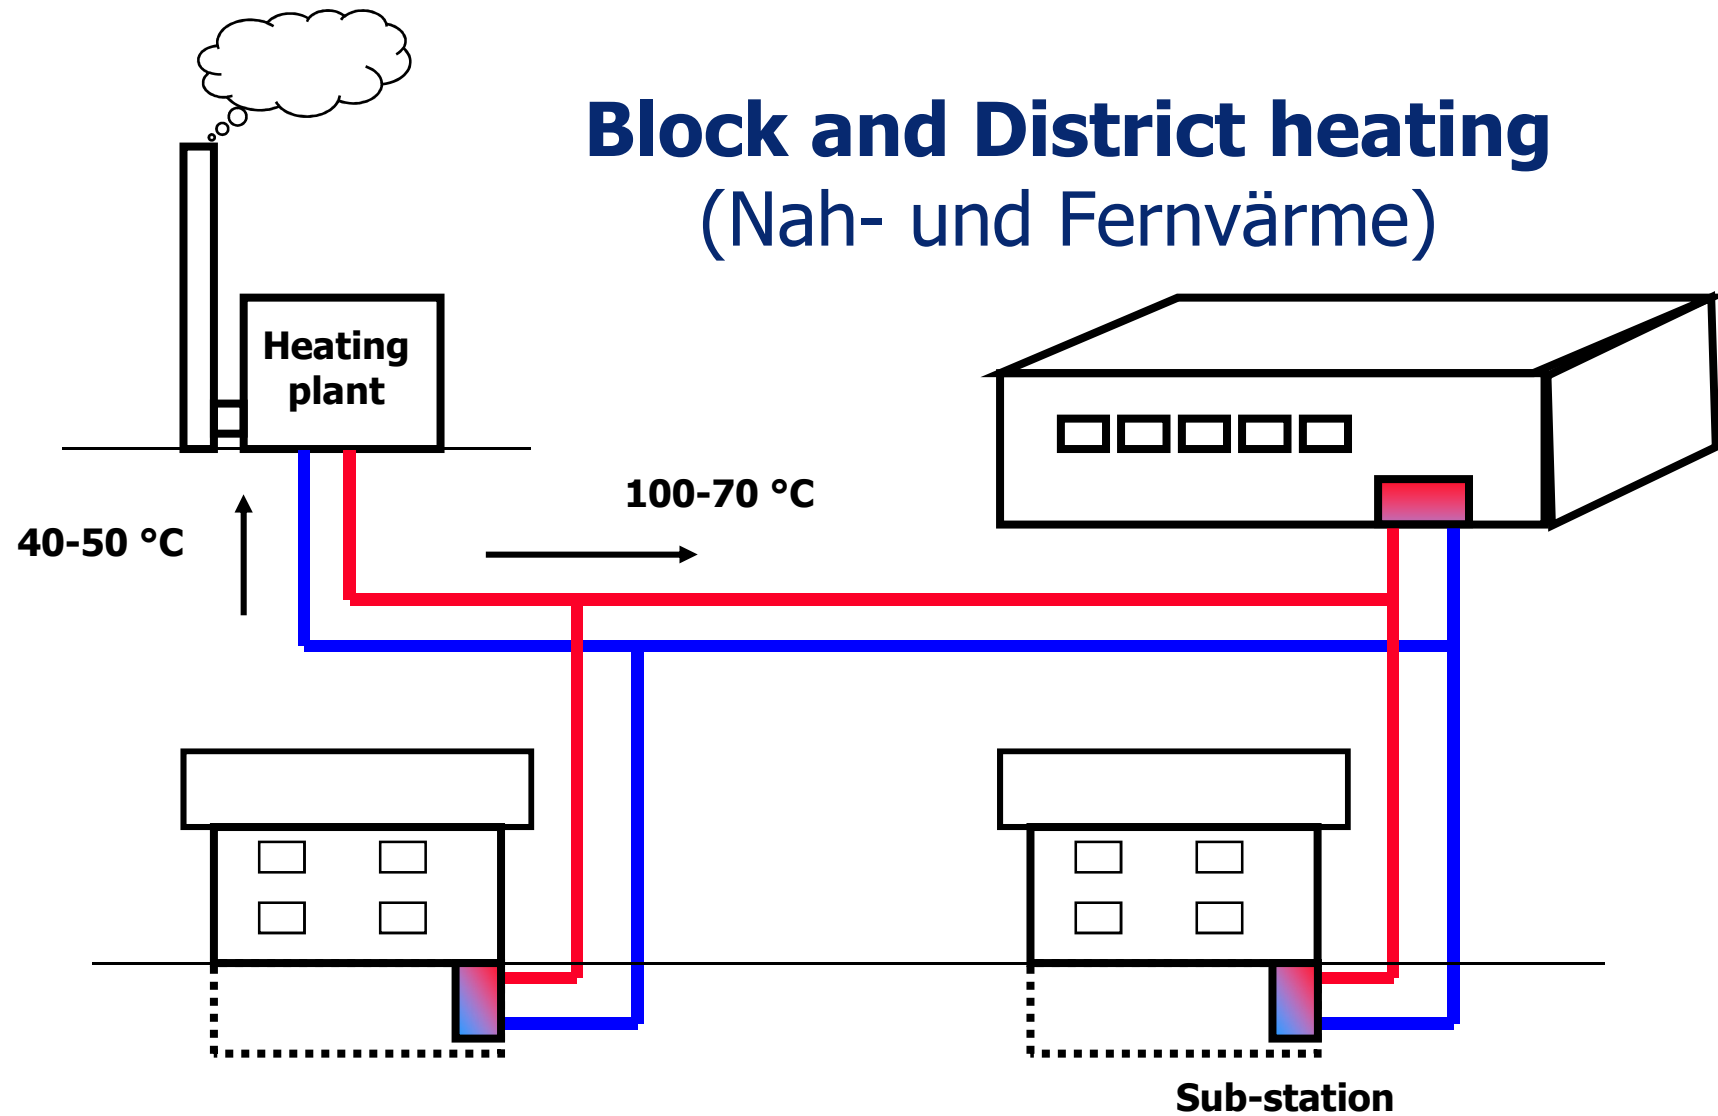 Block and District heating
(Nah- und Fernvärme)
Heating
plant
100-70 °C
40-50 °C
Sub-station